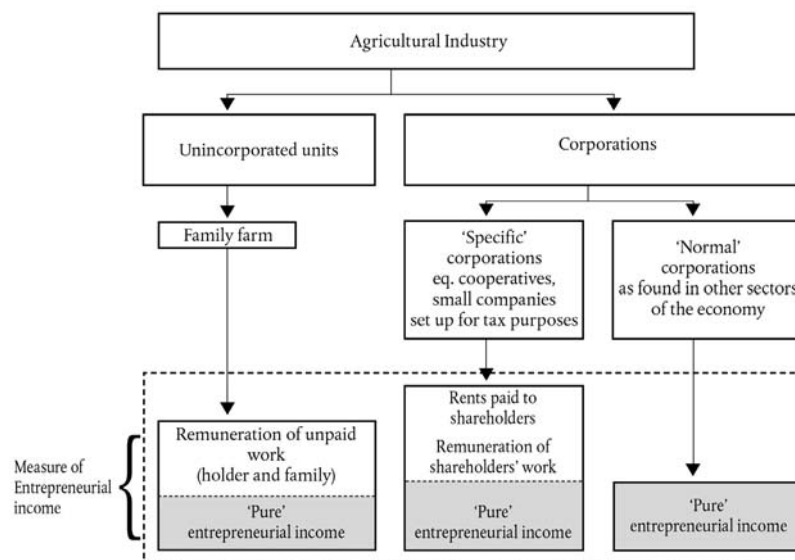 Agricultural Industry
Unincorporated units
Corporations
Family farm
'Specific'
corporations
eq. cooperatives,
small companies
set up for tax purposes
'Normal'
corporations
as found in other sectors
of the economy
Measure of
Entrepreneurial
income
Remuneration of unpaid
work
(holder and family)
'Pure'
entrepreneurial income
Rents paid to
shareholders
Remuneration of
shareholders' work
'Pure'
entrepreneurial income
'Pure'
entrepreneurial income